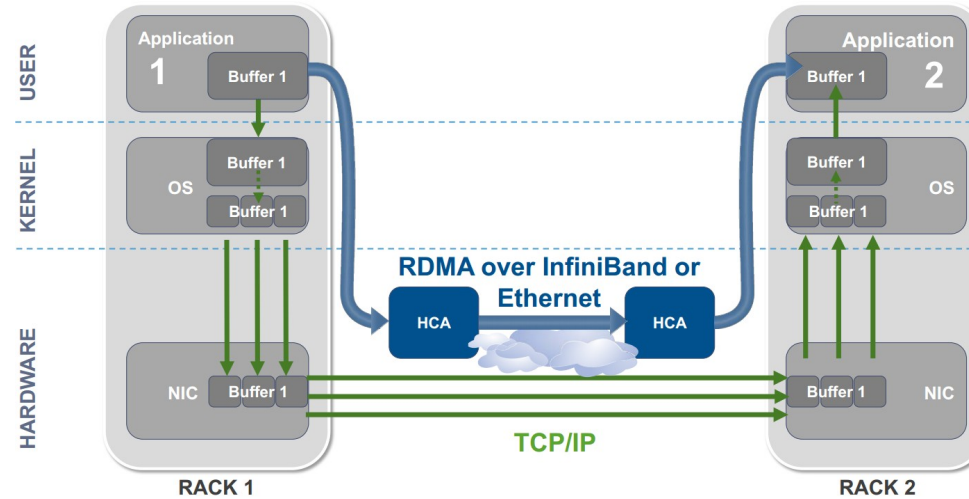 USER
KERNEL
HARDWARE
Application
1
Buffer 1
Buffer 1
OS
Buffer 1
NIC
Buffer 1
RACK 1
RDMA over InfiniBand or
Ethernet
HCA
HCA
TCP/IP
Application
2
Buffer 1
Buffer 1
OS
Buffer 1
Buffer 1
NIC
RACK 2